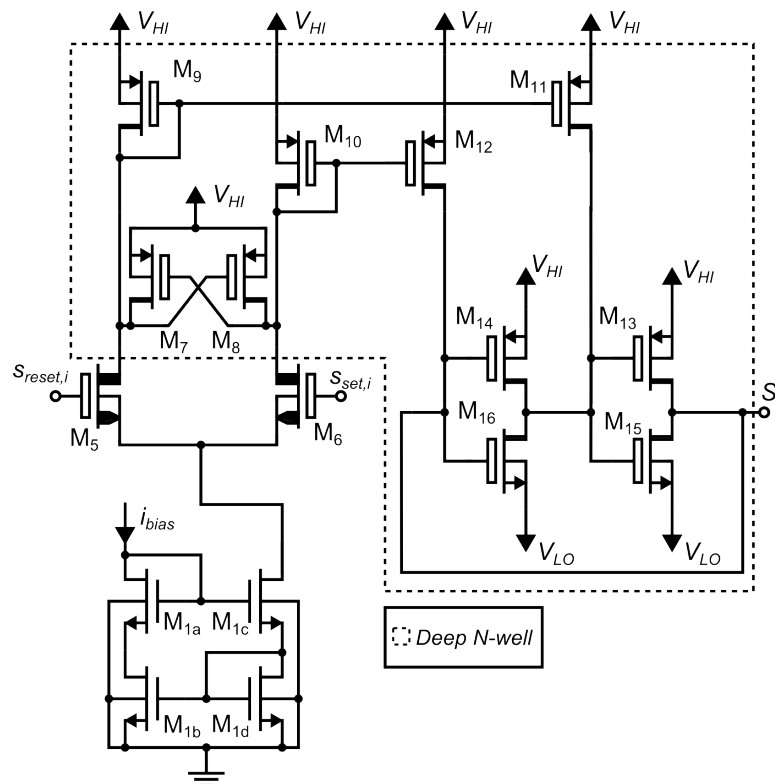 V_HI V_HI V_HI V_HI
M_9
M_11
M_10
M_12
V_HI
V_HI V_HI
M_14 M_13
M_7 M_8
s_reset,i s_set,i
S
M_16 M_15
M_5 M_6
i_bias
V_LO V_LO
M_1a M_1c
Deep N-well
M_1b M_1d